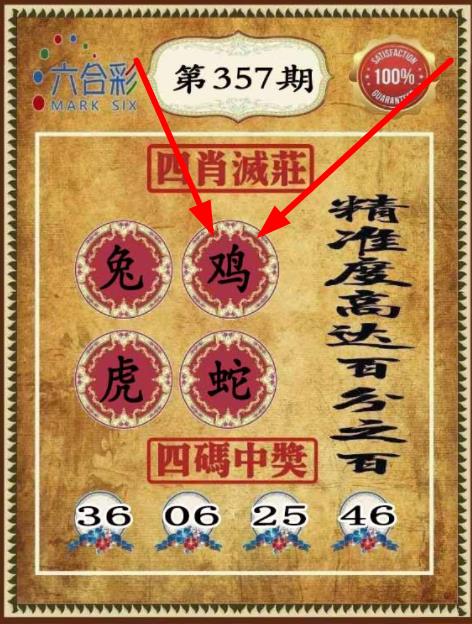 六合彩
MARK SIX
第357期
SATISFACTION
100%
GUARANTEE
四肖滅莊
兔
鸡
虎
蛇
精准度高达百分之百
四碼中獎
36 06 25 46